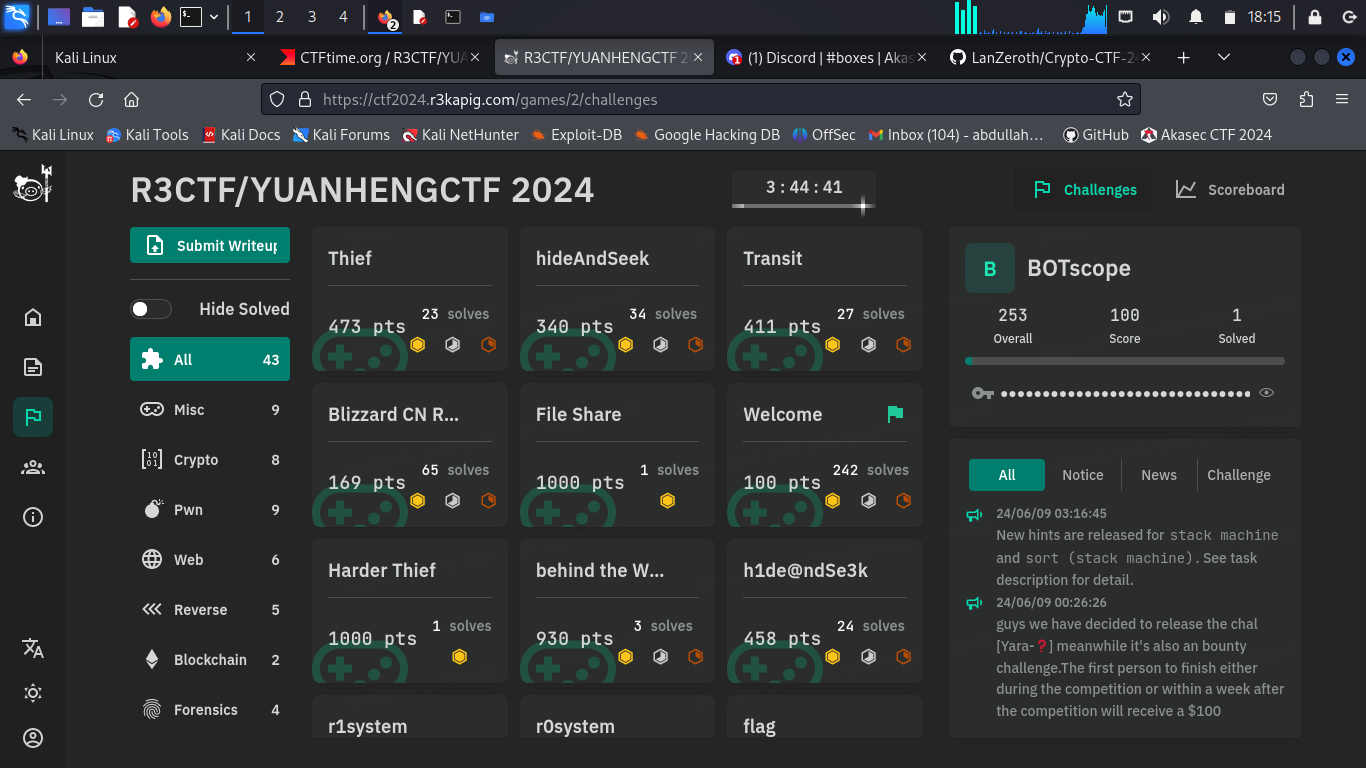 1 2 3 4 2 18:15
Kali Linux
CTFtime.org / R3CTF/YUA
R3CTF/YUANHENGCTF 2
(1) Discord | #boxes | Akas
LanZeroth/Crypto-CTF-2
https://ctf2024.r3kapig.com/games/2/challenges
Kali Linux Kali Tools Kali Docs Kali Forums Kali NetHunter Exploit-DB Google Hacking DB OffSec Inbox (104) - abdullah… GitHub Akasec CTF 2024
R3CTF/YUANHENGCTF 2024
3 : 44 : 41
Challenges
Scoreboard
Submit Writeup
Hide Solved
All 43
Misc 9
Crypto 8
Pwn 9
Web 6
Reverse 5
Blockchain 2
Forensics 4
Thief
473 pts
23 solves
hideAndSeek
340 pts
34 solves
Transit
411 pts
27 solves
Blizzard CN R...
169 pts
65 solves
File Share
1000 pts
1 solves
Welcome
100 pts
242 solves
Harder Thief
1000 pts
1 solves
behind the W...
930 pts
3 solves
h1de@ndSe3k
458 pts
24 solves
r1system
r0system
flag
B BOTscope
253 100 1
Overall Score Solved
All Notice News Challenge
24/06/09 03:16:45
New hints are released for stack machine
and sort (stack machine). See task
description for detail.
24/06/09 00:26:26
guys we have decided to release the chal
[Yara-❓] meanwhile it's also an bounty
challenge.The first person to finish either
during the competition or within a week after
the competition will receive a $100